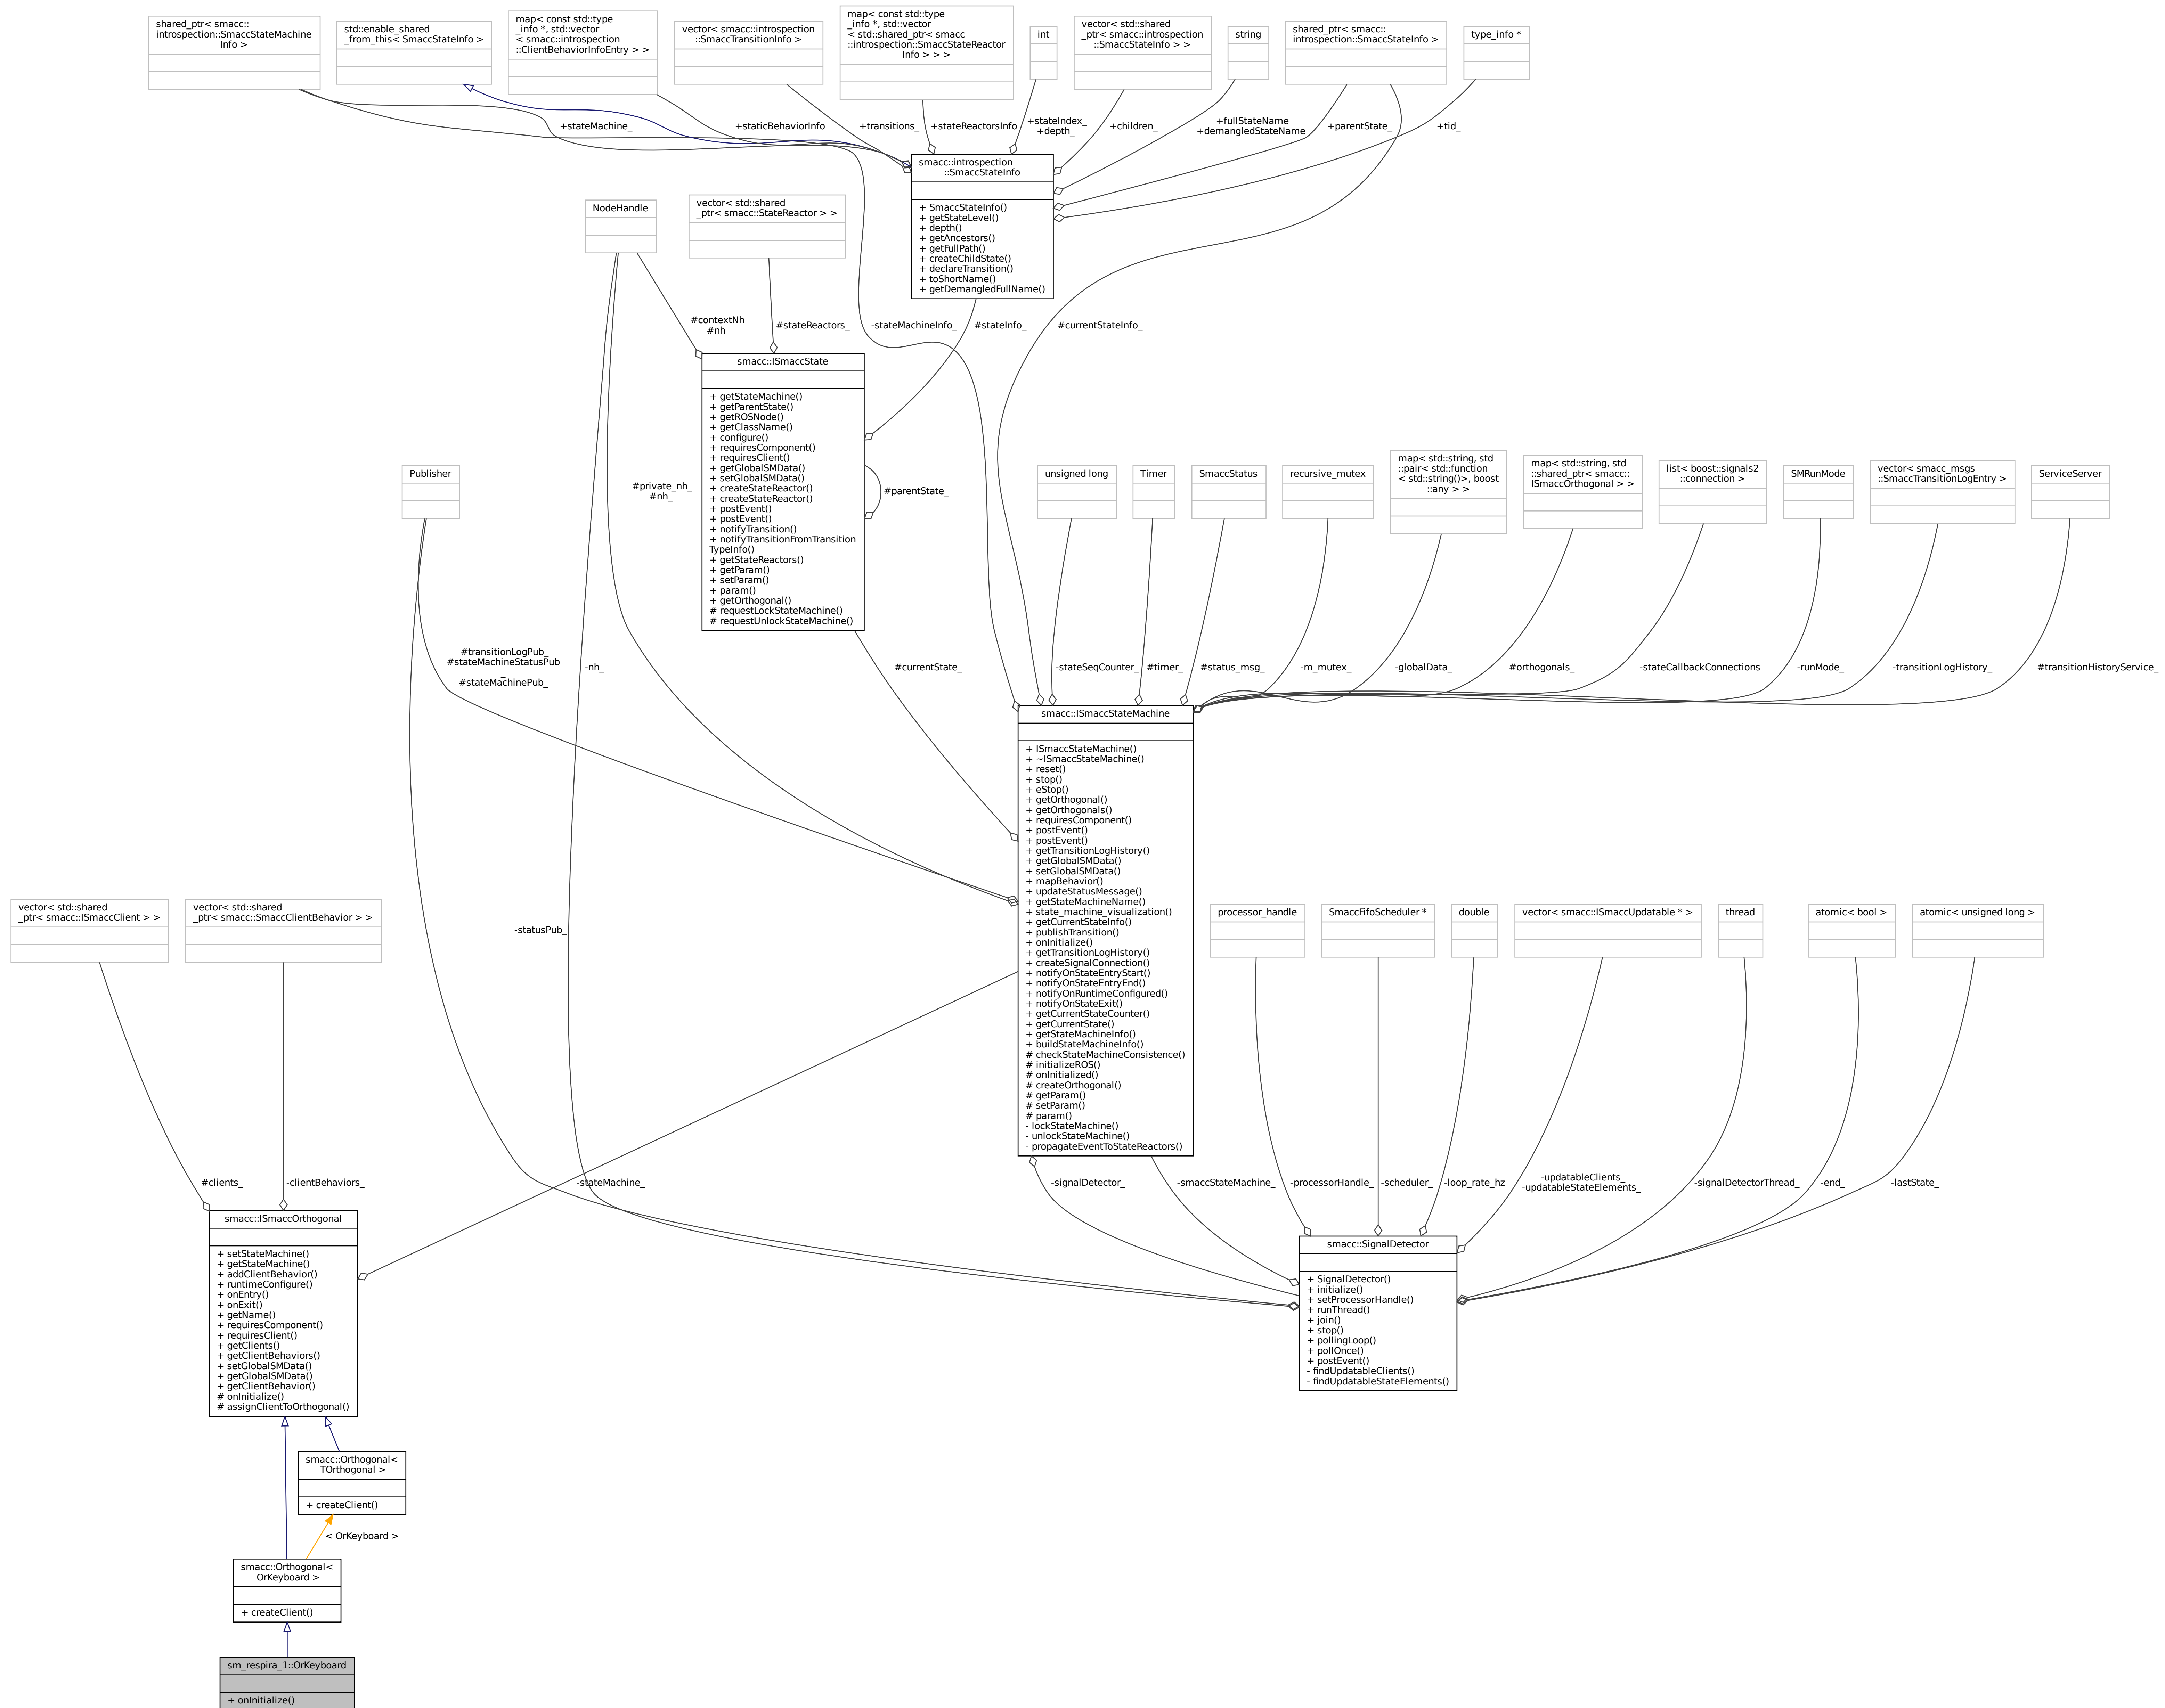 shared_ptr< smacc::
introspection::SmaccStateMachine
Info >
std::enable_shared
_from_this< SmaccStateInfo >
map< const std::type
_info *, std::vector
< smacc::introspection
::ClientBehaviorInfoEntry > >
vector< smacc::introspection
::SmaccTransitionInfo >
map< const std::type
_info *, std::vector
< std::shared_ptr< smacc
::introspection::SmaccStateReactor
Info > > >
int
vector< std::shared
_ptr< smacc::introspection
::SmaccStateInfo > >
string
shared_ptr< smacc::
introspection::SmaccStateInfo >
type_info *
+stateMachine_
+staticBehaviorInfo
+transitions_
+stateReactorsInfo
+stateIndex_
+depth_
+children_
+fullStateName
+demangledStateName
+parentState_
+tid_
smacc::introspection
::SmaccStateInfo
+ SmaccStateInfo()
+ getStateLevel()
+ depth()
+ getAncestors()
+ getFullPath()
+ createChildState()
+ declareTransition()
+ toShortName()
+ getDemangledFullName()
NodeHandle
vector< std::shared
_ptr< smacc::StateReactor > >
#contextNh
#nh
#stateReactors_
-stateMachineInfo_
#stateInfo_
#currentStateInfo_
smacc::ISmaccState
+ getStateMachine()
+ getParentState()
+ getROSNode()
+ getClassName()
+ configure()
+ requiresComponent()
+ requiresClient()
+ getGlobalSMData()
+ setGlobalSMData()
+ createStateReactor()
+ createStateReactor()
+ postEvent()
+ postEvent()
+ notifyTransition()
+ notifyTransitionFromTransition
TypeInfo()
+ getStateReactors()
+ getParam()
+ setParam()
+ param()
+ getOrthogonal()
# requestLockStateMachine()
# requestUnlockStateMachine()
#parentState_
#private_nh_
#nh_
Publisher
unsigned long
Timer
SmaccStatus
recursive_mutex
map< std::string, std
::pair< std::function
< std::string()>, boost
::any > >
map< std::string, std
::shared_ptr< smacc::
ISmaccOrthogonal > >
list< boost::signals2
::connection >
SMRunMode
vector< smacc_msgs
::SmaccTransitionLogEntry >
ServiceServer
#transitionLogPub_
#stateMachineStatusPub
_
#stateMachinePub_
-nh_
#currentState_
-stateSeqCounter_
#timer_
#status_msg_
-m_mutex_
-globalData_
#orthogonals_
-stateCallbackConnections
-runMode_
-transitionLogHistory_
#transitionHistoryService_
smacc::ISmaccStateMachine
+ ISmaccStateMachine()
+ ~ISmaccStateMachine()
+ reset()
+ stop()
+ eStop()
+ getOrthogonal()
+ getOrthogonals()
+ requiresComponent()
+ postEvent()
+ postEvent()
+ getTransitionLogHistory()
+ getGlobalSMData()
+ setGlobalSMData()
+ mapBehavior()
+ updateStatusMessage()
+ getStateMachineName()
+ state_machine_visualization()
+ getCurrentStateInfo()
+ publishTransition()
+ onInitialize()
+ getTransitionLogHistory()
+ createSignalConnection()
+ notifyOnStateEntryStart()
+ notifyOnStateEntryEnd()
+ notifyOnRuntimeConfigured()
+ notifyOnStateExit()
+ getCurrentStateCounter()
+ getCurrentState()
+ getStateMachineInfo()
+ buildStateMachineInfo()
# checkStateMachineConsistence()
# initializeROS()
# onInitialized()
# createOrthogonal()
# getParam()
# setParam()
# param()
- lockStateMachine()
- unlockStateMachine()
- propagateEventToStateReactors()
vector< std::shared
_ptr< smacc::ISmaccClient > >
vector< std::shared
_ptr< smacc::SmaccClientBehavior > >
-statusPub_
processor_handle
SmaccFifoScheduler *
double
vector< smacc::ISmaccUpdatable * >
thread
atomic< bool >
atomic< unsigned long >
#clients_
-clientBehaviors_
-stateMachine_
-signalDetector_
-smaccStateMachine_
-processorHandle_
-scheduler_
-loop_rate_hz
-updatableClients_
-updatableStateElements_
-signalDetectorThread_
-end_
-lastState_
smacc::ISmaccOrthogonal
+ setStateMachine()
+ getStateMachine()
+ addClientBehavior()
+ runtimeConfigure()
+ onEntry()
+ onExit()
+ getName()
+ requiresComponent()
+ requiresClient()
+ getClients()
+ getClientBehaviors()
+ setGlobalSMData()
+ getGlobalSMData()
+ getClientBehavior()
# onInitialize()
# assignClientToOrthogonal()
smacc::SignalDetector
+ SignalDetector()
+ initialize()
+ setProcessorHandle()
+ runThread()
+ join()
+ stop()
+ pollingLoop()
+ pollOnce()
+ postEvent()
- findUpdatableClients()
- findUpdatableStateElements()
smacc::Orthogonal<
TOrthogonal >
+ createClient()
< OrKeyboard >
smacc::Orthogonal<
OrKeyboard >
+ createClient()
sm_respira_1::OrKeyboard
+ onInitialize()